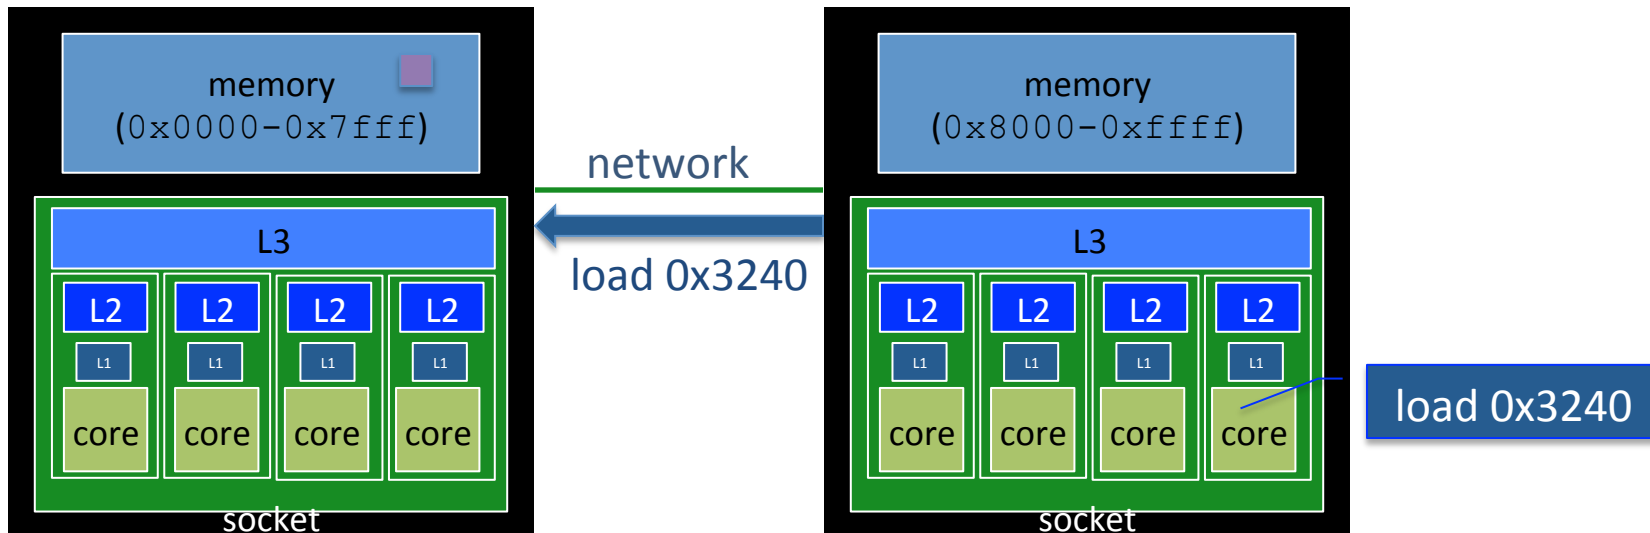 memory
(0x0000-0x7fff)
L3
L2 L2 L2 L2
L1 L1 L1 L1
core core core core
socket
network
load 0x3240
memory
(0x8000-0xffff)
L3
L2 L2 L2 L2
L1 L1 L1 L1
core core core core
socket
load 0x3240